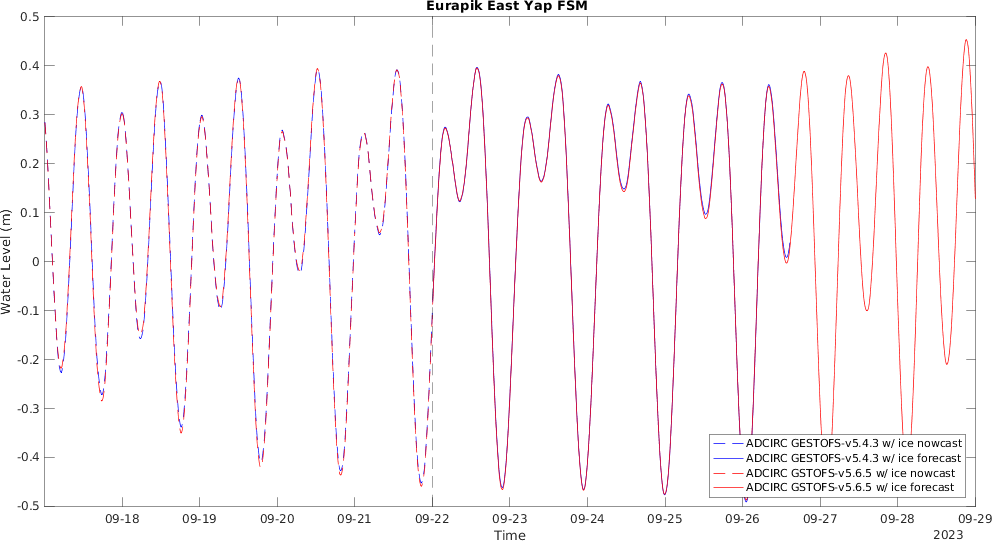 Eurapik East Yap FSM
0.5
0.4
0.3
0.2
0.1
0
-0.1
-0.2
-0.3
-0.4
-0.5
Water Level (m)
ADCIRC GESTOFS-v5.4.3 w/ ice nowcast
ADCIRC GESTOFS-v5.4.3 w/ ice forecast
ADCIRC GSTOFS-v5.6.5 w/ ice nowcast
ADCIRC GSTOFS-v5.6.5 w/ ice forecast
09-18 09-19 09-20 09-21 09-22 09-23 09-24 09-25 09-26 09-27 09-28 09-29
Time
2023